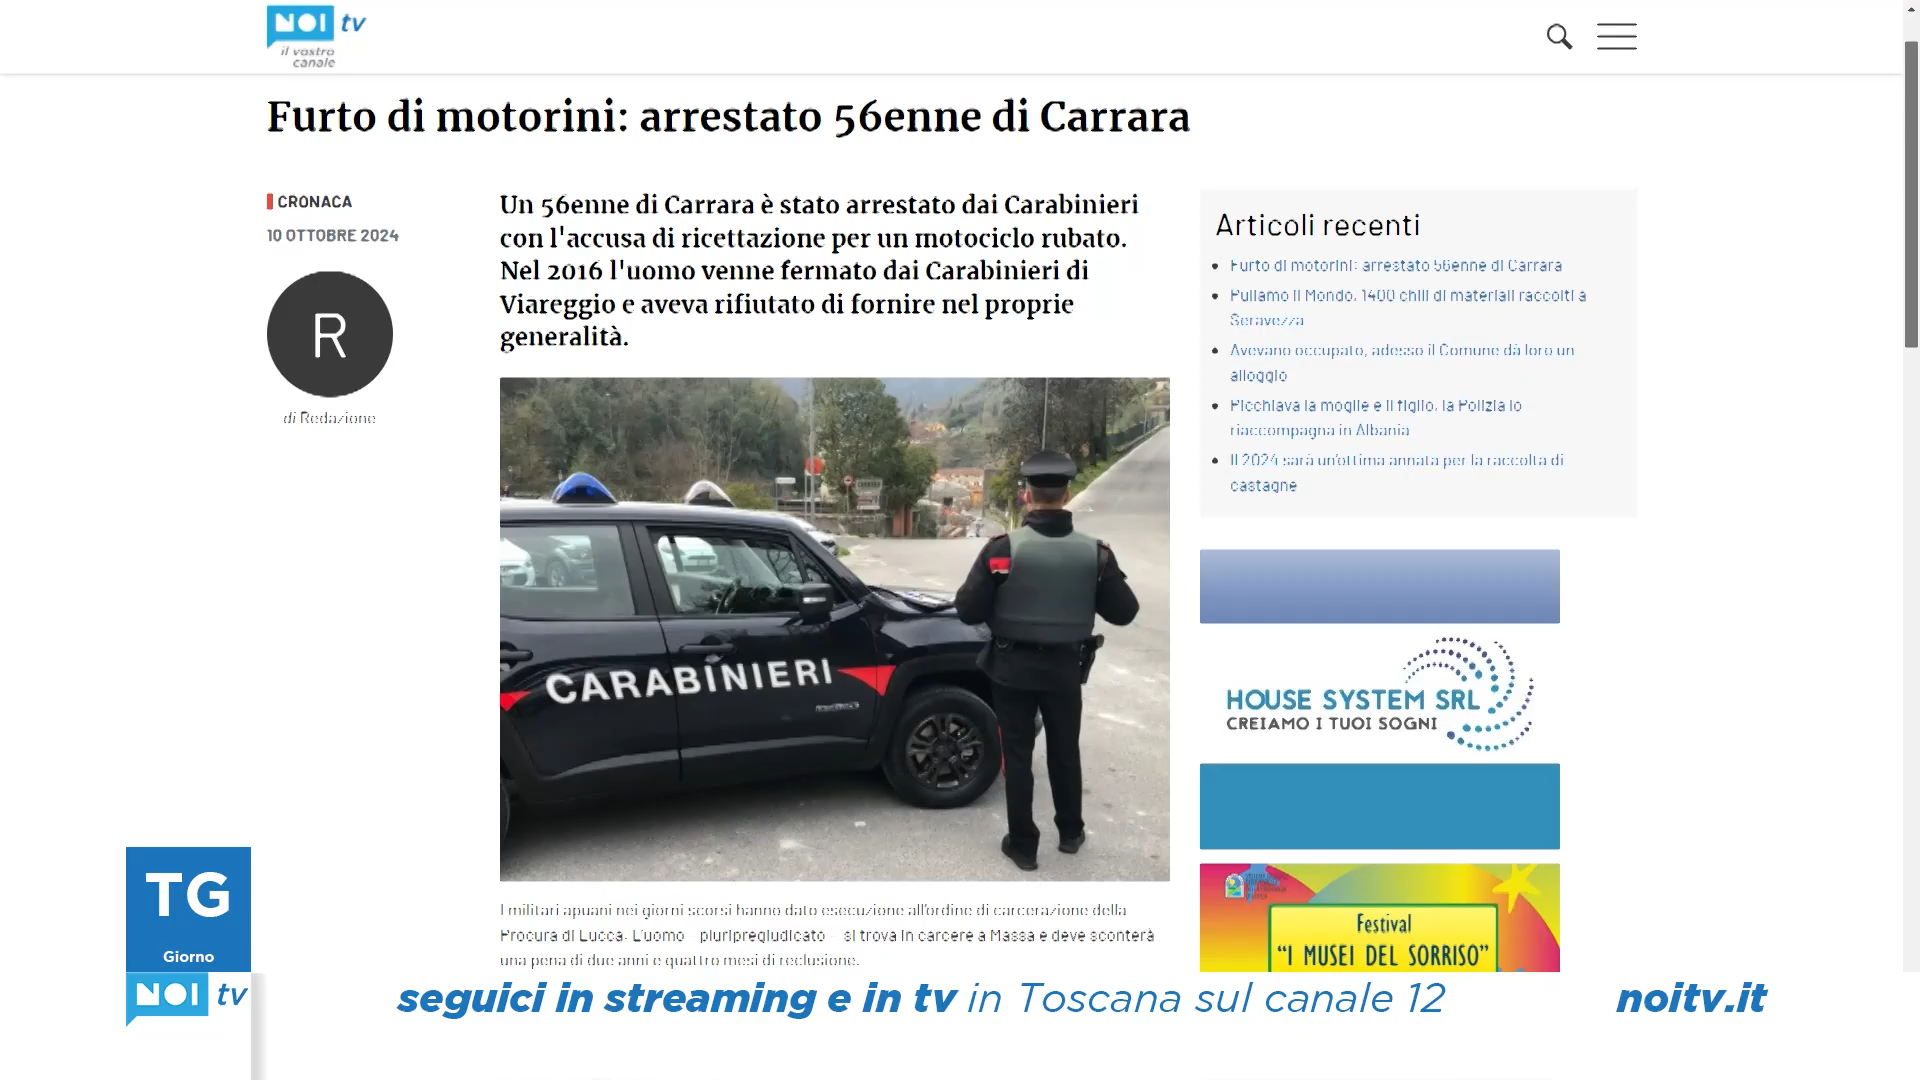 NOI tv
il vostro
canale
Furto di motorini: arrestato 56enne di Carrara
CRONACA
10 OTTOBRE 2024
R
di Redazione
Un 56enne di Carrara è stato arrestato dai Carabinieri
con l'accusa di ricettazione per un motociclo rubato.
Nel 2016 l'uomo venne fermato dai Carabinieri di
Viareggio e aveva rifiutato di fornire nel proprie
generalità.
CARABINIERI
I militari apuani nei giorni scorsi hanno dato esecuzione all'ordine di carcerazione della
Procura di Lucca. L'uomo – pluripregiudicato – si trova in carcere a Massa e deve sconterà
una pena di due anni e quattro mesi di reclusione.
Articoli recenti
Furto di motorini: arrestato 56enne di Carrara
Puliamo il Mondo, 1400 chili di materiali raccolti a
Seravezza
Avevano occupato, adesso il Comune dà loro un
alloggio
Picchiava la moglie e il figlio, la Polizia lo
riaccompagna in Albania
Il 2024 sarà un'ottima annata per la raccolta di
castagne
HOUSE SYSTEM SRL
CREIAMO I TUOI SOGNI
Festival
"I MUSEI DEL SORRISO"
TG
Giorno
NOI tv
seguici in streaming e in tv in Toscana sul canale 12
noitv.it